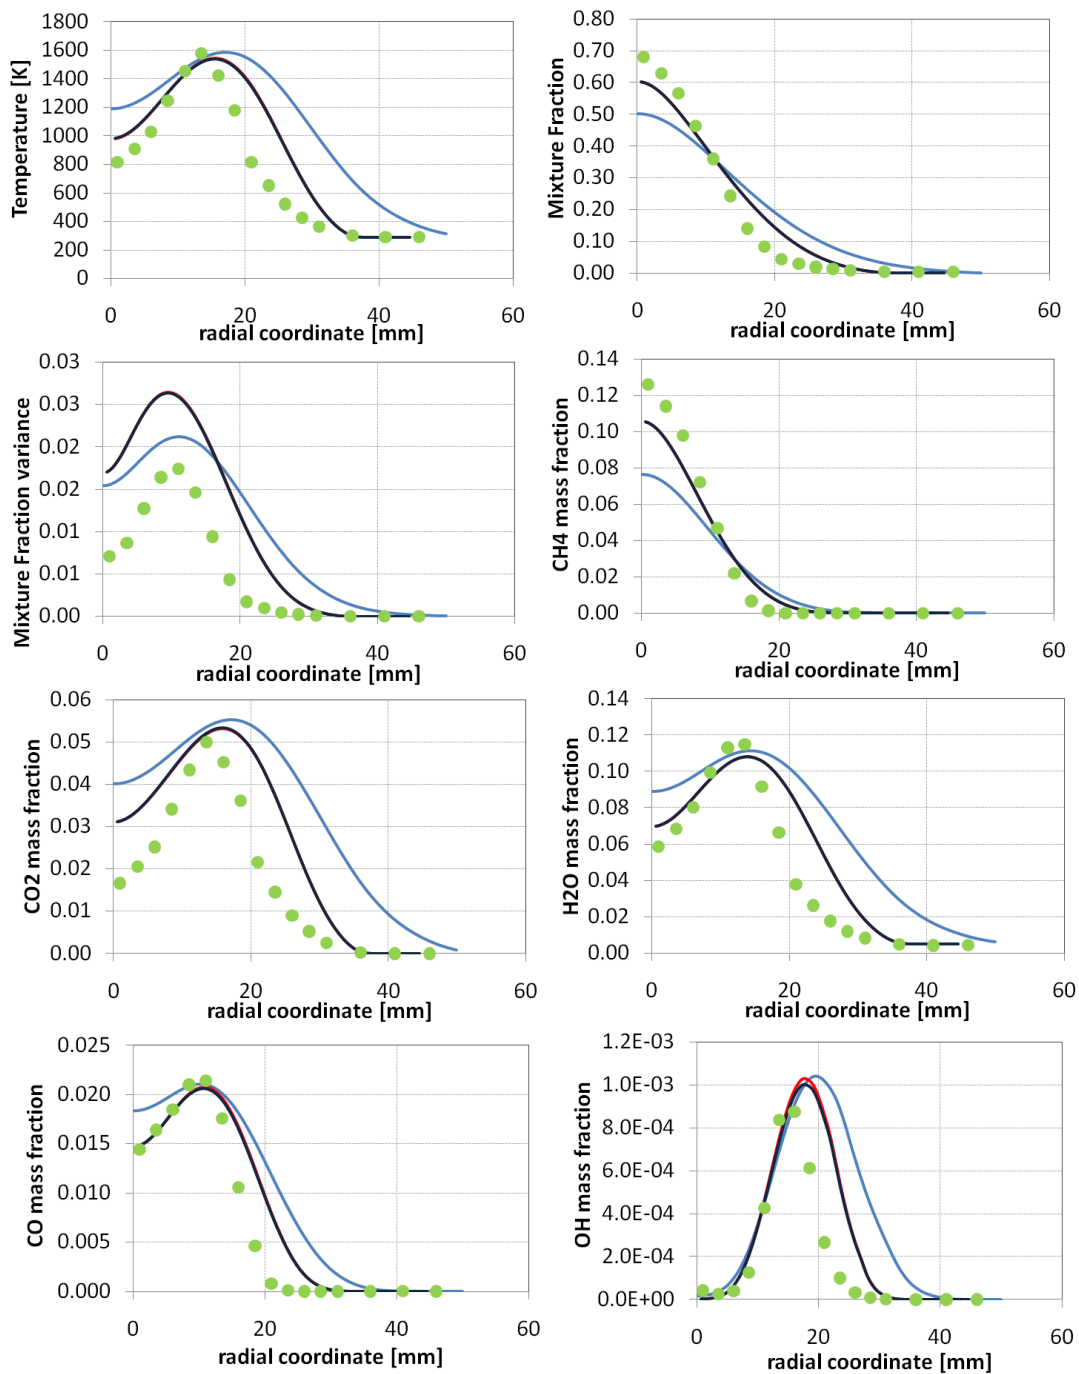 Temperature [K]
1800
1600
1400
1200
1000
800
600
400
200
0
0 20 40 60
radial coordinate [mm]
Mixture Fraction
0.80
0.70
0.60
0.50
0.40
0.30
0.20
0.10
0.00
0 20 40 60
radial coordinate [mm]
Mixture Fraction variance
0.03
0.03
0.02
0.02
0.01
0.01
0.00
0 20 40 60
radial coordinate [mm]
CH4 mass fraction
0.14
0.12
0.10
0.08
0.06
0.04
0.02
0.00
0 20 40 60
radial coordinate [mm]
CO2 mass fraction
0.06
0.05
0.04
0.03
0.02
0.01
0.00
0 20 40 60
radial coordinate [mm]
H2O mass fraction
0.14
0.12
0.10
0.08
0.06
0.04
0.02
0.00
0 20 40 60
radial coordinate [mm]
CO mass fraction
0.025
0.020
0.015
0.010
0.005
0.000
0 20 40 60
radial coordinate [mm]
OH mass fraction
1.2E-03
1.0E-03
8.0E-04
6.0E-04
4.0E-04
2.0E-04
0.0E+00
0 20 40 60
radial coordinate [mm]